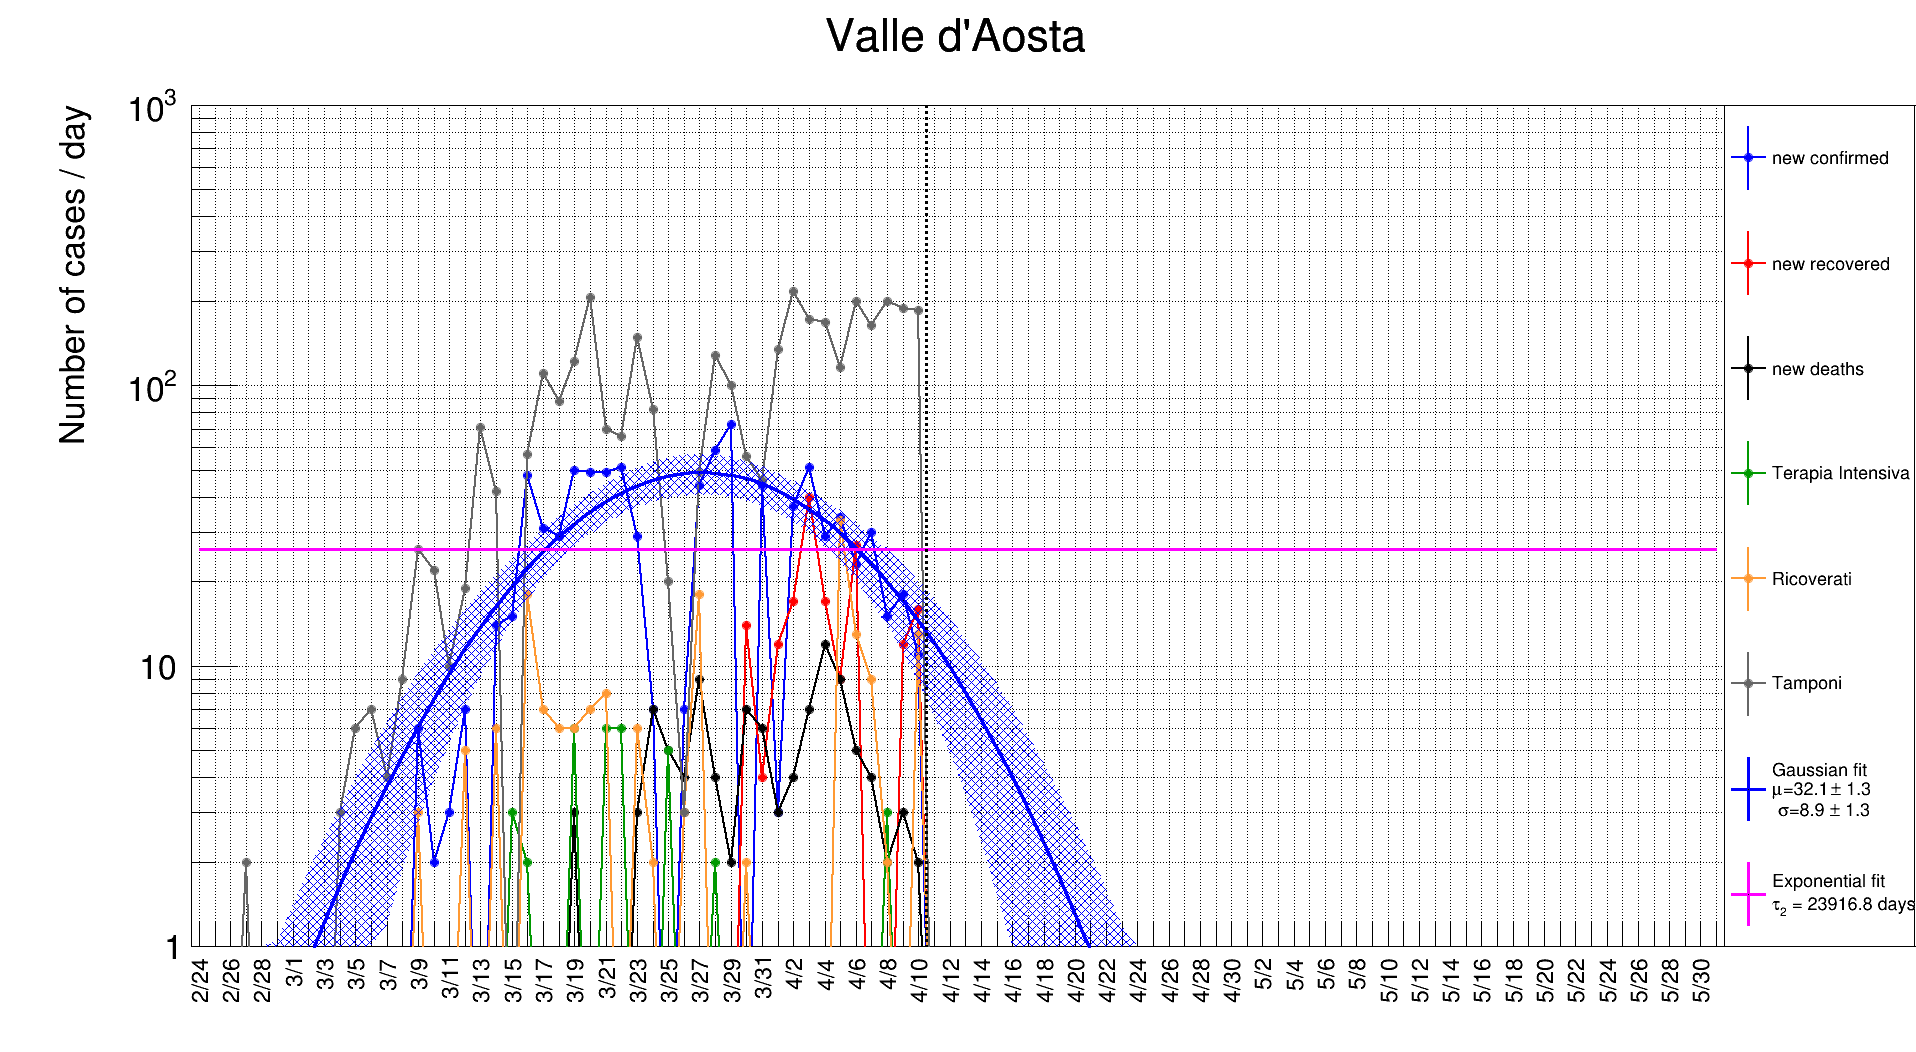 Valle d'Aosta
Number of cases / day
10³
10²
10
1
2/24 2/26 2/28 3/1 3/3 3/5 3/7 3/9 3/11 3/13 3/15 3/17 3/19 3/21 3/23 3/25 3/27 3/29 3/31 4/2 4/4 4/6 4/8 4/10 4/12 4/14 4/16 4/18 4/20 4/22 4/24 4/26 4/28 4/30 5/2 5/4 5/6 5/8 5/10 5/12 5/14 5/16 5/18 5/20 5/22 5/24 5/26 5/28 5/30
new confirmed
new recovered
new deaths
Terapia Intensiva
Ricoverati
Tamponi
Gaussian fit
μ=32.1 ± 1.3
σ=8.9 ± 1.3
Exponential fit
τ₂ = 23916.8 days